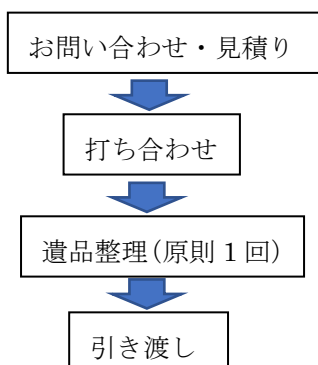 お問い合わせ・見積り
打ち合わせ
遺品整理(原則1回)
引き渡し